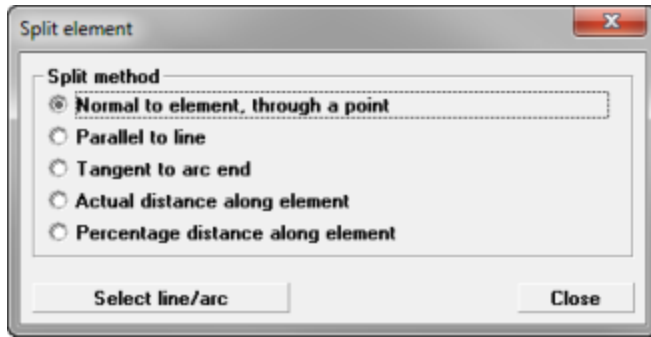 Split element
Split method
Normal to element, through a point
Parallel to line
Tangent to arc end
Actual distance along element
Percentage distance along element
Select line/arc
Close